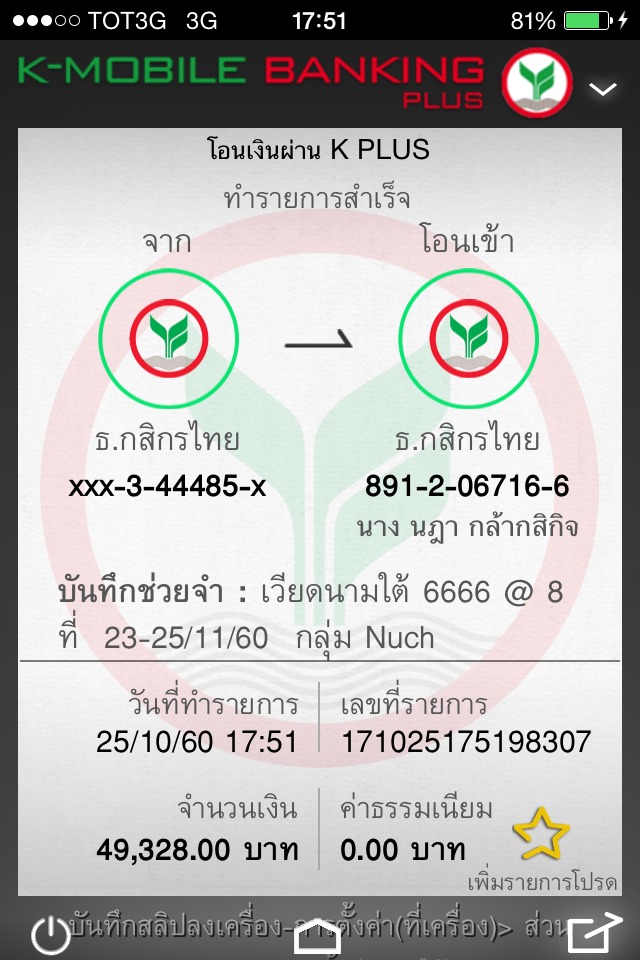 TOT3G 3G 17:51 81%
K-MOBILE BANKING
PLUS
โอนเงินผ่าน K PLUS
ทำรายการสำเร็จ
จาก โอนเข้า
ธ.กสิกรไทย ธ.กสิกรไทย
xxx-3-44485-x 891-2-06716-6
นาง นฎา กล้ากสิกิจ
บันทึกช่วยจำ : เวียดนามใต้ 6666 @ 8
ที่ 23-25/11/60 กลุ่ม Nuch
วันที่ทำรายการ เลขที่รายการ
25/10/60 17:51 171025175198307
จำนวนเงิน ค่าธรรมเนียม
49,328.00 บาท 0.00 บาท
เพิ่มรายการโปรด
บันทึกสลิปลงเครื่อง-การตั้งค่า(ที่เครื่อง)> ส่วน